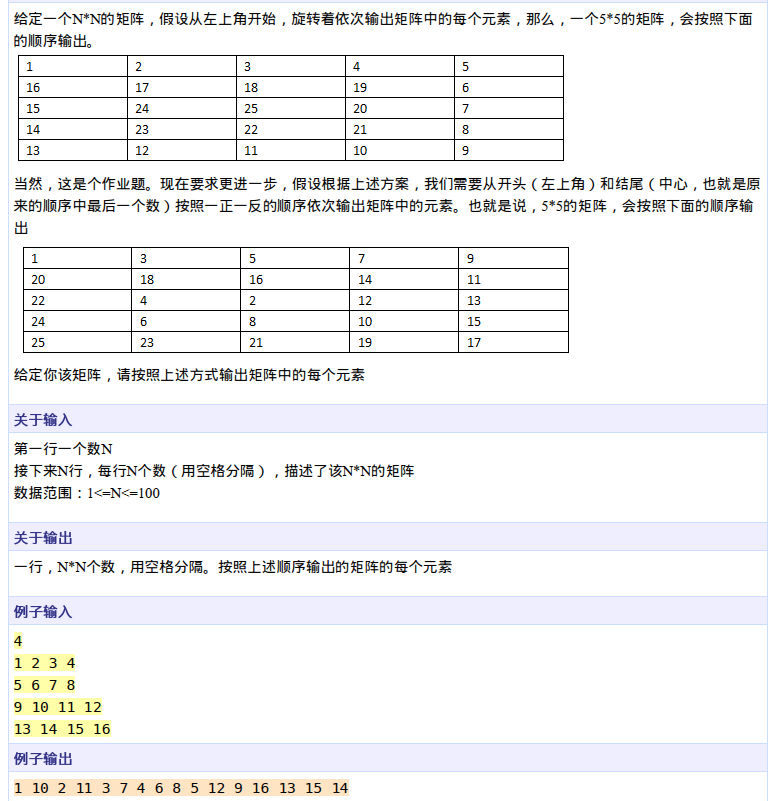 给定一个N*N的矩阵，假设从左上角开始，旋转着依次输出矩阵中的每个元素，那么，一个5*5的矩阵，会按照下面
的顺序输出。
1 2 3 4 5
16 17 18 19 6
15 24 25 20 7
14 23 22 21 8
13 12 11 10 9
当然，这是个作业题。现在要求更进一步，假设根据上述方案，我们需要从开头（左上角）和结尾（中心，也就是原
来的顺序中最后一个数）按照一正一反的顺序依次输出矩阵中的元素。也就是说，5*5的矩阵，会按照下面的顺序输
出
1 3 5 7 9
20 18 16 14 11
22 4 2 12 13
24 6 8 10 15
25 23 21 19 17
给定你该矩阵，请按照上述方式输出矩阵中的每个元素
关于输入
第一行一个数N
接下来N行，每行N个数（用空格分隔），描述了该N*N的矩阵
数据范围：1<=N<=100
关于输出
一行，N*N个数，用空格分隔。按照上述顺序输出的矩阵的每个元素
例子输入
4
1 2 3 4
5 6 7 8
9 10 11 12
13 14 15 16
例子输出
1 10 2 11 3 7 4 6 8 5 12 9 16 13 15 14